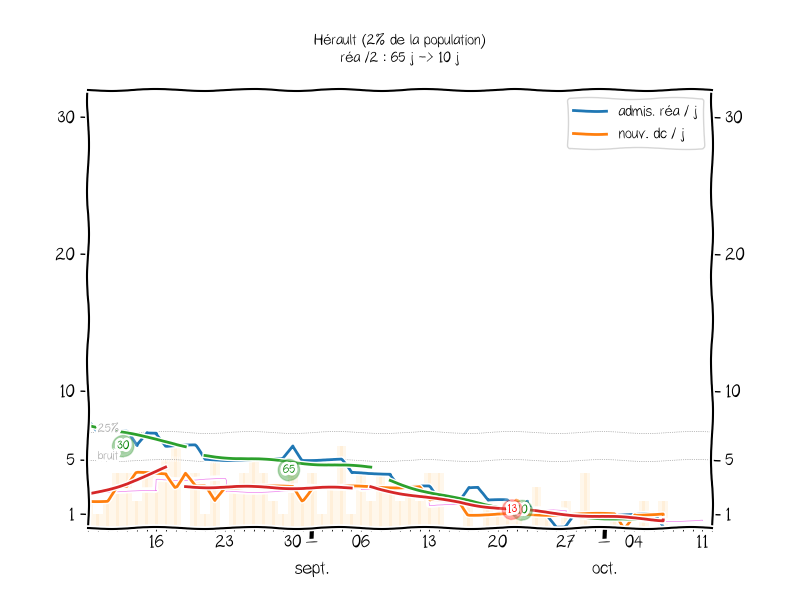 Hérault (2% de la population)
réa /2 : 65 j -> 10 j
admis. réa / j
nouv. dc / j
30
30
20
20
10
10
25%
30
bruit
5
65
5
13
1
1
16 23 30 06 13 20 27 04 11
sept. oct.